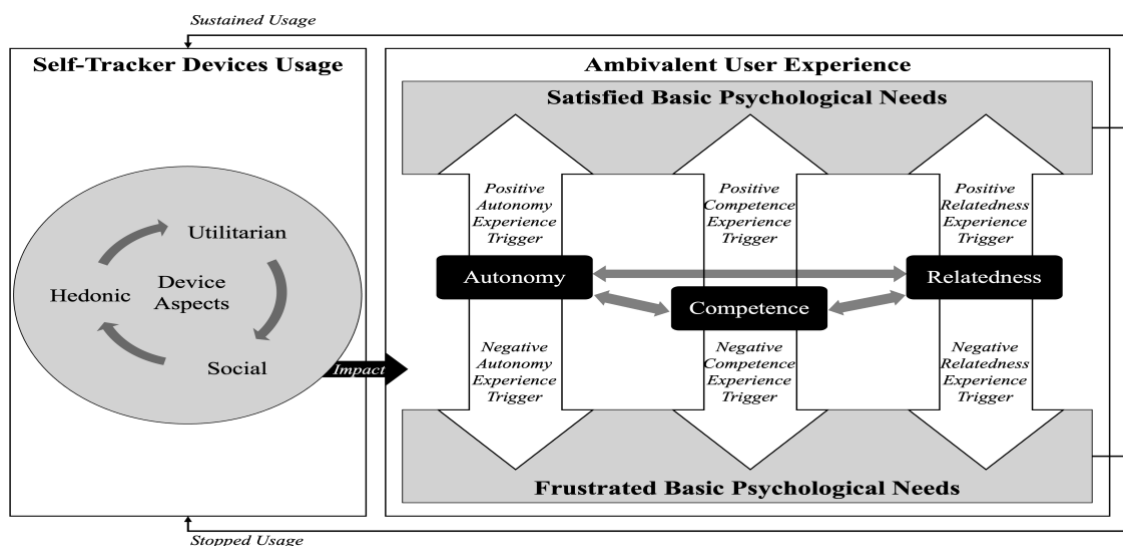 Sustained Usage
Self-Tracker Devices Usage
Utilitarian
Hedonic
Device
Aspects
Social
Impact
Ambivalent User Experience
Satisfied Basic Psychological Needs
Positive
Autonomy
Experience
Trigger
Positive
Competence
Experience
Trigger
Positive
Relatedness
Experience
Trigger
Autonomy
Competence
Relatedness
Negative
Autonomy
Experience
Trigger
Negative
Competence
Experience
Trigger
Negative
Relatedness
Experience
Trigger
Frustrated Basic Psychological Needs
Stopped Usage